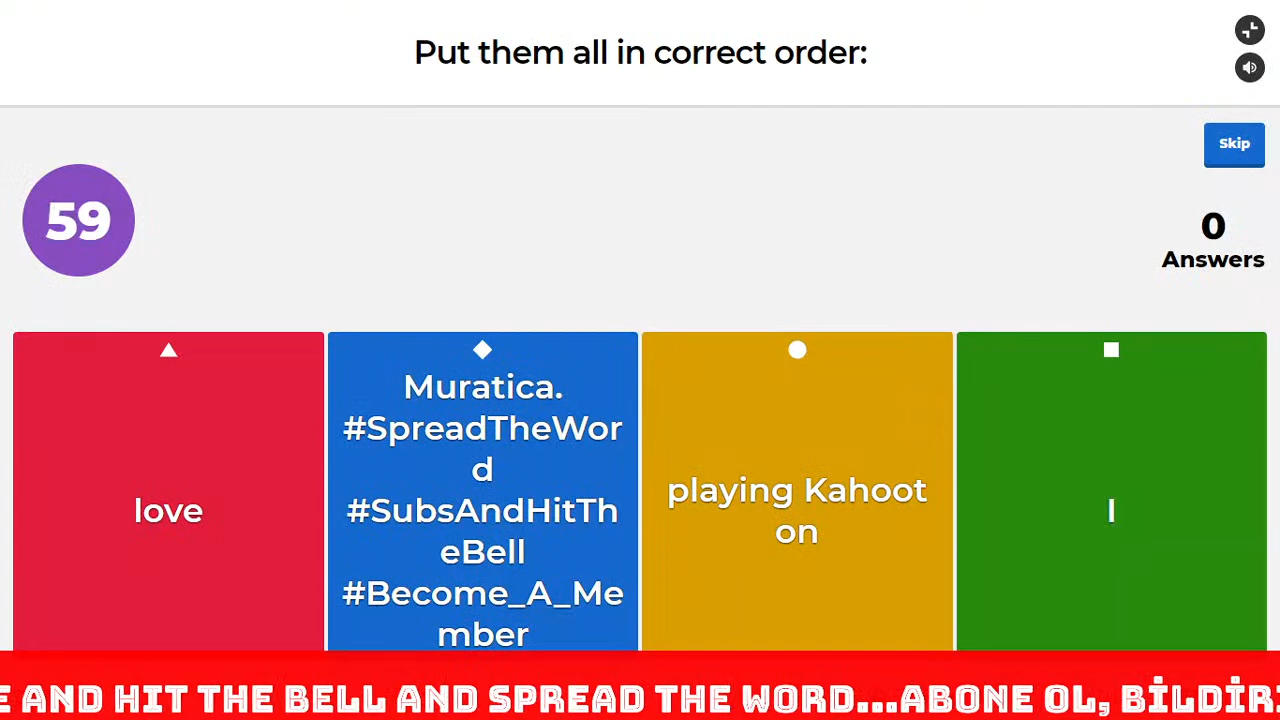 Put them all in correct order:
Skip
59
0
Answers
love
Muratica.
#SpreadTheWor
d
#SubsAndHitTh
eBell
#Become_A_Me
mber
playing Kahoot
on
I
E AND HIT THE BELL AND SPREAD THE WORD...ABONE OL, BİLDİRİ